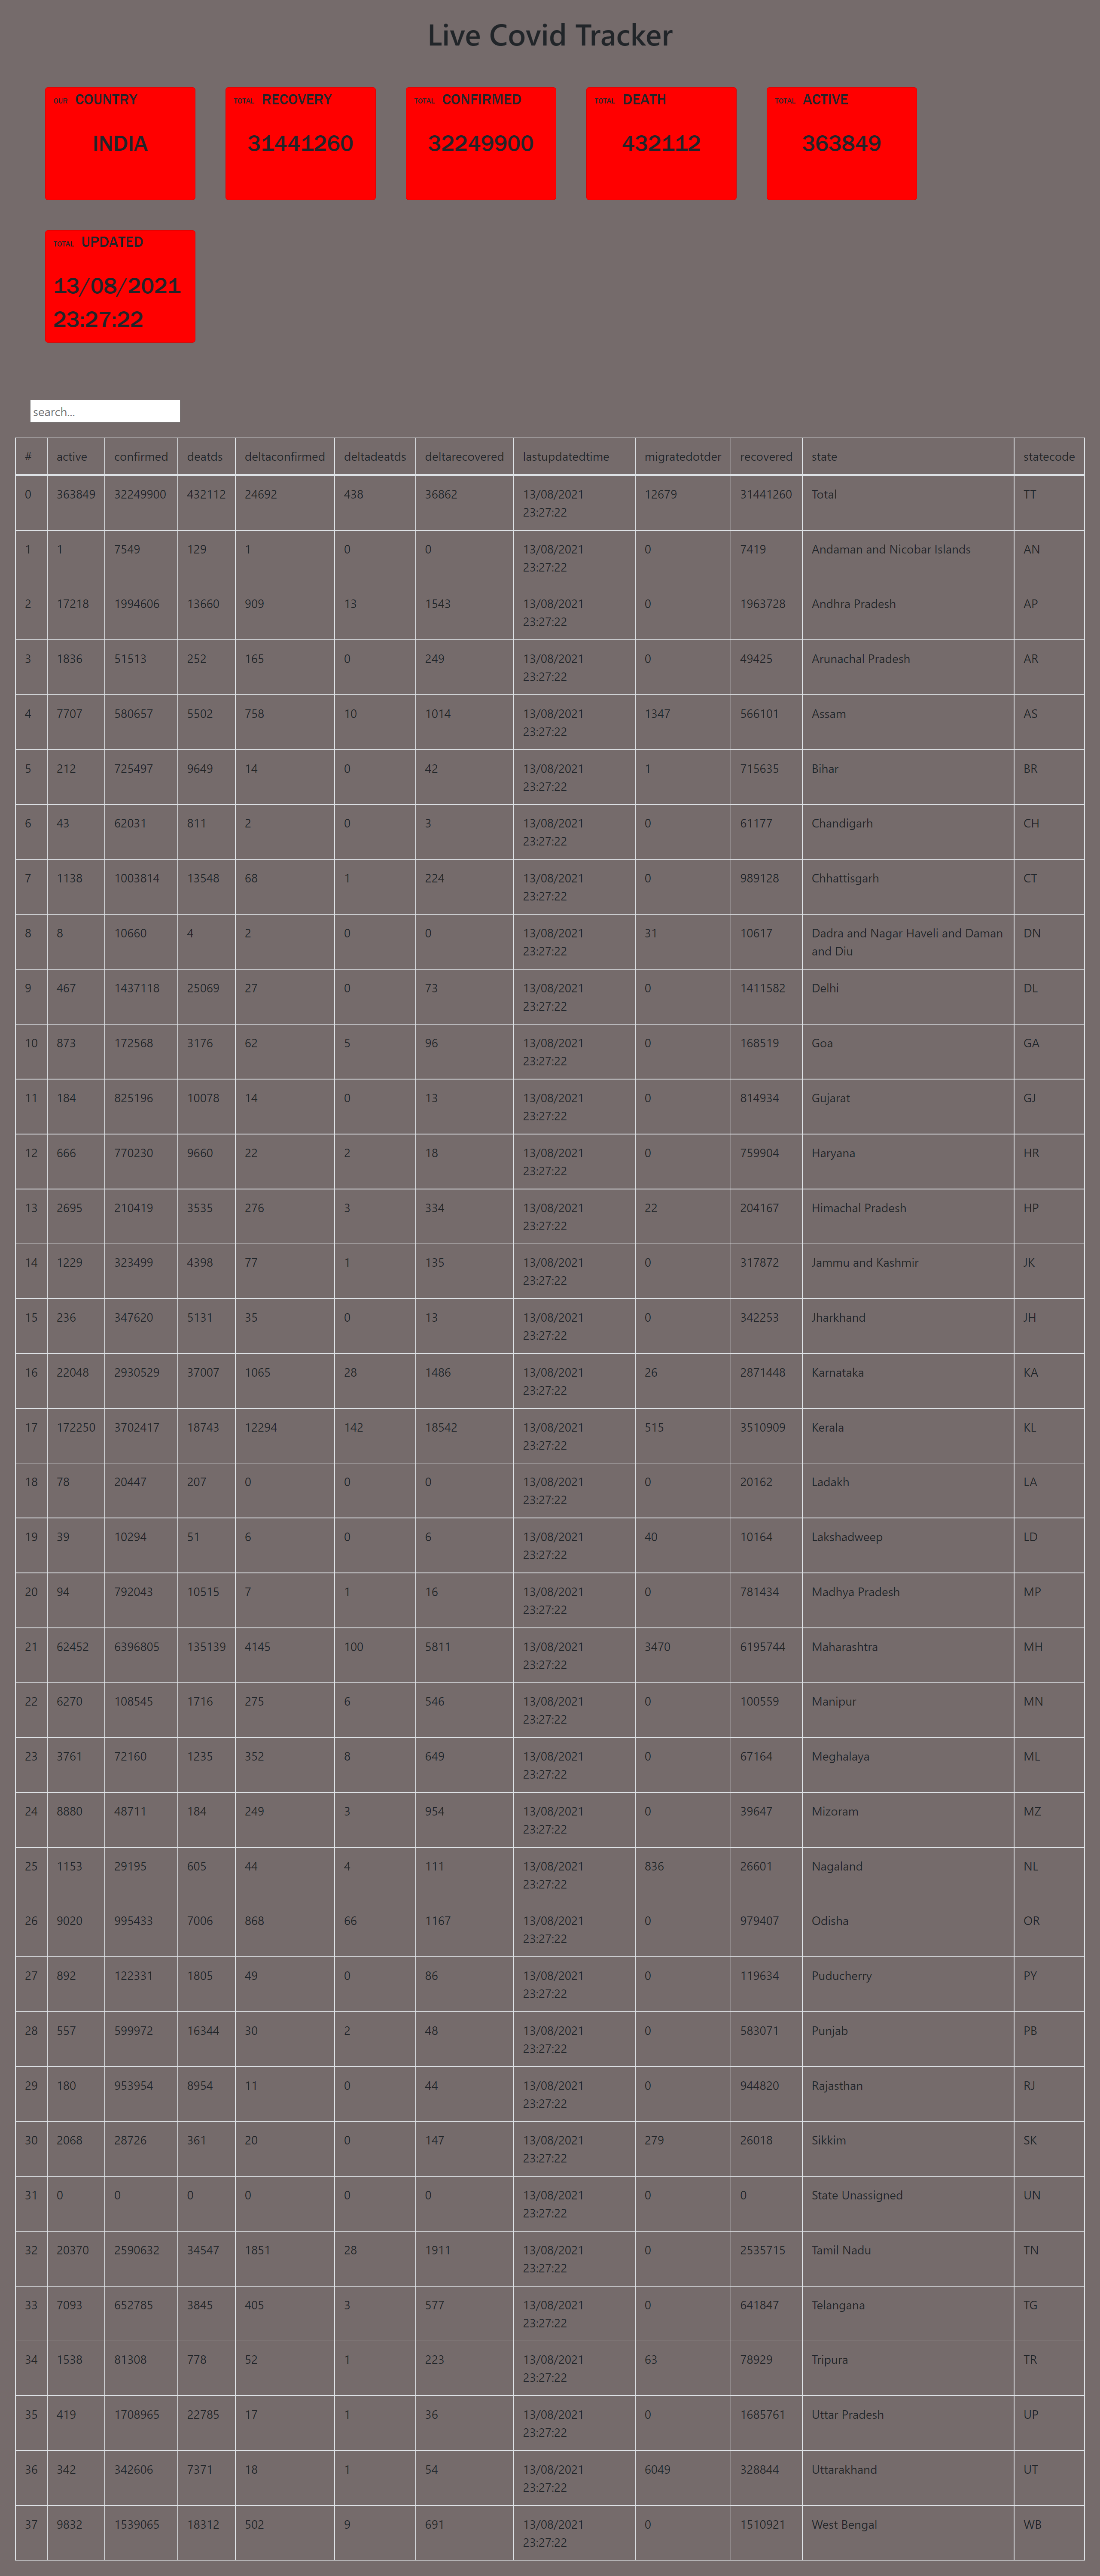 Live Covid Tracker
OUR COUNTRY
INDIA
TOTAL RECOVERY
31441260
TOTAL CONFIRMED
32249900
TOTAL DEATH
432112
TOTAL ACTIVE
363849
TOTAL UPDATED
13/08/2021
23:27:22
search...
# active confirmed deatds deltaconfirmed deltadeatds deltarecovered lastupdatedtime migratedotder recovered state statecode
0 363849 32249900 432112 24692 438 36862 13/08/2021 12679 31441260 Total TT
23:27:22
1 1 7549 129 1 0 0 13/08/2021 0 7419 Andaman and Nicobar Islands AN
23:27:22
2 17218 1994606 13660 909 13 1543 13/08/2021 0 1963728 Andhra Pradesh AP
23:27:22
3 1836 51513 252 165 0 249 13/08/2021 0 49425 Arunachal Pradesh AR
23:27:22
4 7707 580657 5502 758 10 1014 13/08/2021 1347 566101 Assam AS
23:27:22
5 212 725497 9649 14 0 42 13/08/2021 1 715635 Bihar BR
23:27:22
6 43 62031 811 2 0 3 13/08/2021 0 61177 Chandigarh CH
23:27:22
7 1138 1003814 13548 68 1 224 13/08/2021 0 989128 Chhattisgarh CT
23:27:22
8 8 10660 4 2 0 0 13/08/2021 31 10617 Dadra and Nagar Haveli and Daman DN
23:27:22 and Diu
9 467 1437118 25069 27 0 73 13/08/2021 0 1411582 Delhi DL
23:27:22
10 873 172568 3176 62 5 96 13/08/2021 0 168519 Goa GA
23:27:22
11 184 825196 10078 14 0 13 13/08/2021 0 814934 Gujarat GJ
23:27:22
12 666 770230 9660 22 2 18 13/08/2021 0 759904 Haryana HR
23:27:22
13 2695 210419 3535 276 3 334 13/08/2021 22 204167 Himachal Pradesh HP
23:27:22
14 1229 323499 4398 77 1 135 13/08/2021 0 317872 Jammu and Kashmir JK
23:27:22
15 236 347620 5131 35 0 13 13/08/2021 0 342253 Jharkhand JH
23:27:22
16 22048 2930529 37007 1065 28 1486 13/08/2021 26 2871448 Karnataka KA
23:27:22
17 172250 3702417 18743 12294 142 18542 13/08/2021 515 3510909 Kerala KL
23:27:22
18 78 20447 207 0 0 0 13/08/2021 0 20162 Ladakh LA
23:27:22
19 39 10294 51 6 0 6 13/08/2021 40 10164 Lakshadweep LD
23:27:22
20 94 792043 10515 7 1 16 13/08/2021 0 781434 Madhya Pradesh MP
23:27:22
21 62452 6396805 135139 4145 100 5811 13/08/2021 3470 6195744 Maharashtra MH
23:27:22
22 6270 108545 1716 275 6 546 13/08/2021 0 100559 Manipur MN
23:27:22
23 3761 72160 1235 352 8 649 13/08/2021 0 67164 Meghalaya ML
23:27:22
24 8880 48711 184 249 3 954 13/08/2021 0 39647 Mizoram MZ
23:27:22
25 1153 29195 605 44 4 111 13/08/2021 836 26601 Nagaland NL
23:27:22
26 9020 995433 7006 868 66 1167 13/08/2021 0 979407 Odisha OR
23:27:22
27 892 122331 1805 49 0 86 13/08/2021 0 119634 Puducherry PY
23:27:22
28 557 599972 16344 30 2 48 13/08/2021 0 583071 Punjab PB
23:27:22
29 180 953954 8954 11 0 44 13/08/2021 0 944820 Rajasthan RJ
23:27:22
30 2068 28726 361 20 0 147 13/08/2021 279 26018 Sikkim SK
23:27:22
31 0 0 0 0 0 0 13/08/2021 0 0 State Unassigned UN
23:27:22
32 20370 2590632 34547 1851 28 1911 13/08/2021 0 2535715 Tamil Nadu TN
23:27:22
33 7093 652785 3845 405 3 577 13/08/2021 0 641847 Telangana TG
23:27:22
34 1538 81308 778 52 1 223 13/08/2021 63 78929 Tripura TR
23:27:22
35 419 1708965 22785 17 1 36 13/08/2021 0 1685761 Uttar Pradesh UP
23:27:22
36 342 342606 7371 18 1 54 13/08/2021 6049 328844 Uttarakhand UT
23:27:22
37 9832 1539065 18312 502 9 691 13/08/2021 0 1510921 West Bengal WB
23:27:22